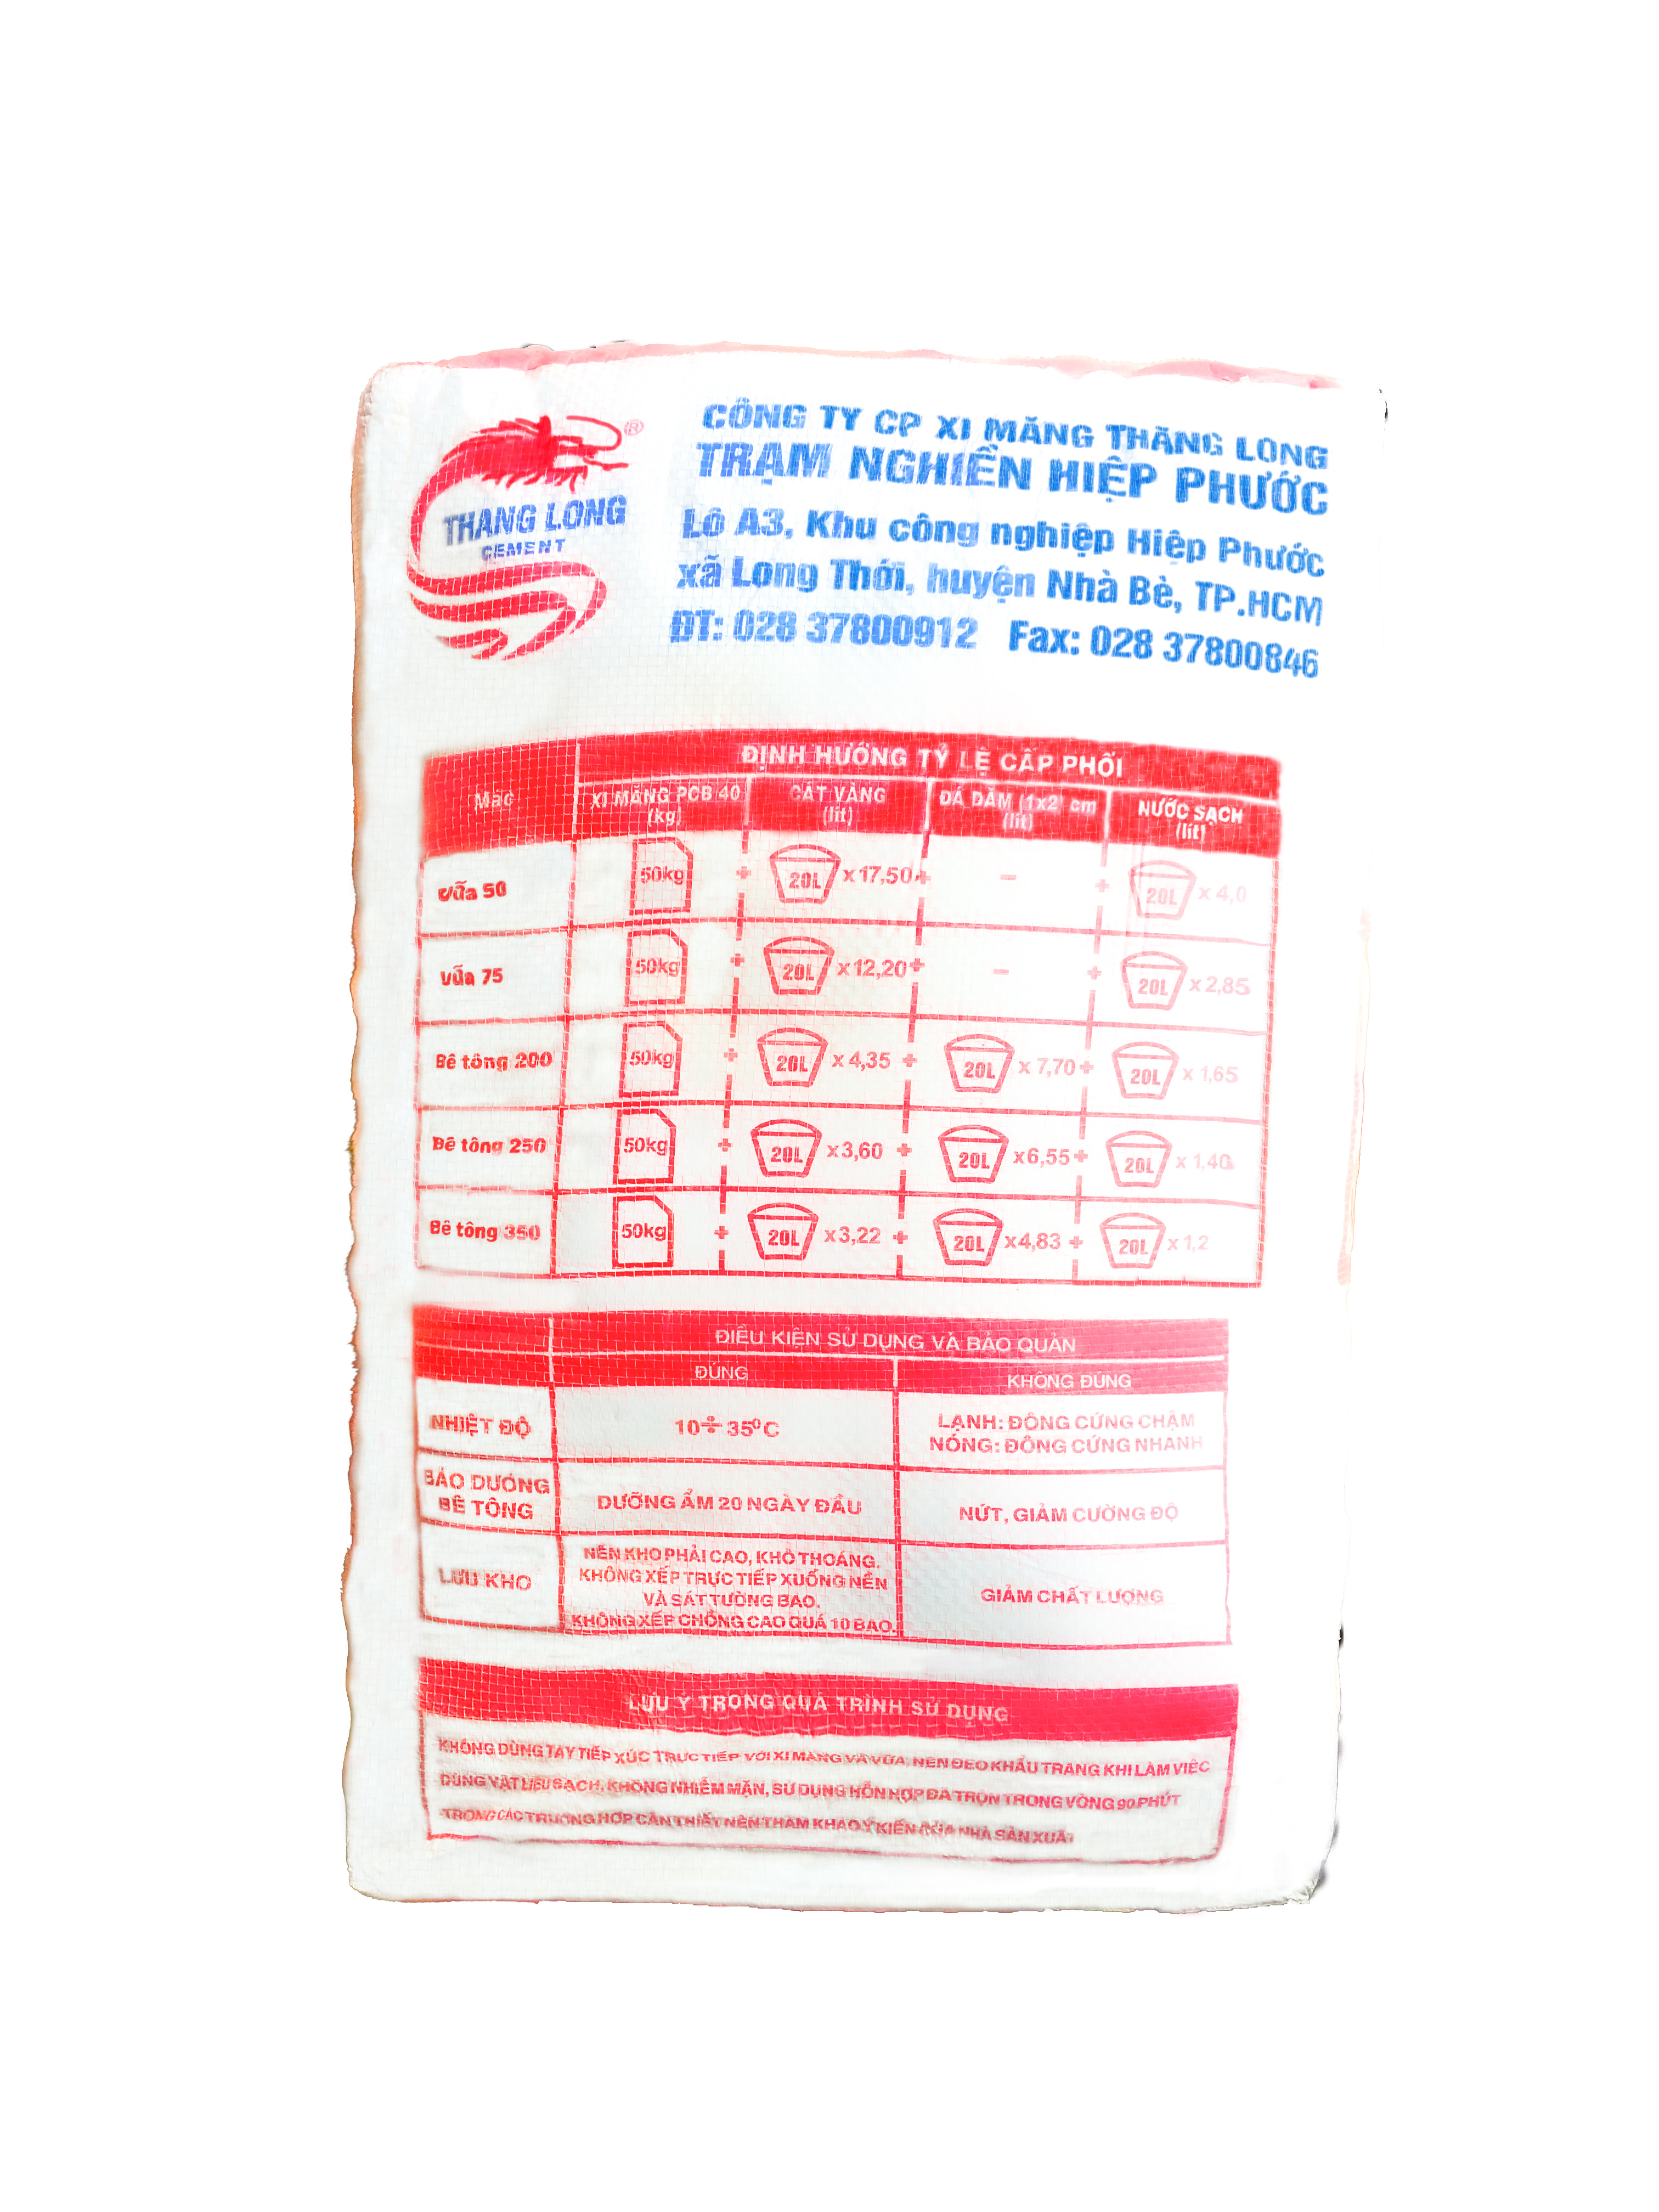 THANG LONG
CEMENT
®
CÔNG TY CP XI MĂNG THĂNG LONG
TRẠM NGHIỀN HIỆP PHƯỚC
Lô A3, Khu công nghiệp Hiệp Phước
xã Long Thới, huyện Nhà Bè, TP.HCM
ĐT: 028 37800912 Fax: 028 37800846
ĐỊNH HƯỚNG TỶ LỆ CẤP PHỐI
Mác XI MĂNG PCB 40 (kg) CÁT VÀNG (lít) ĐÁ DĂM (1x2) cm (lít) NƯỚC SẠCH (lít)
Vữa 50 50kg + 20L x 17,50 + - + 20L x 4,0
Vữa 75 50kg + 20L x 12,20 + - + 20L x 2,85
Bê tông 200 50kg + 20L x 4,35 + 20L x 7,70 + 20L x 1,65
Bê tông 250 50kg + 20L x 3,60 + 20L x 6,55 + 20L x 1,40
Bê tông 350 50kg + 20L x 3,22 + 20L x 4,83 + 20L x 1,2
ĐIỀU KIỆN SỬ DỤNG VÀ BẢO QUẢN
ĐÚNG KHÔNG ĐÚNG
NHIỆT ĐỘ 10 ÷ 35⁰C
LẠNH: ĐÔNG CỨNG CHẬM
NÓNG: ĐÔNG CỨNG NHANH
BẢO DƯỠNG
BÊ TÔNG
DƯỠNG ẨM 20 NGÀY ĐẦU
NỨT, GIẢM CƯỜNG ĐỘ
LƯU KHO
NỀN KHO PHẢI CAO, KHÔ THOÁNG.
KHÔNG XẾP TRỰC TIẾP XUỐNG NỀN
VÀ SÁT TƯỜNG BAO.
KHÔNG XẾP CHỒNG CAO QUÁ 10 BAO.
GIẢM CHẤT LƯỢNG
LƯU Ý TRONG QUÁ TRÌNH SỬ DỤNG
KHÔNG DÙNG TAY TIẾP XÚC TRỰC TIẾP VỚI XI MĂNG VÀ VỮA, NÊN ĐEO KHẨU TRANG KHI LÀM VIỆC
DÙNG VẬT LIỆU SẠCH, KHÔNG NHIỄM MẶN, SỬ DỤNG HỖN HỢP ĐÃ TRỘN TRONG VÒNG 90 PHÚT
TRONG CÁC TRƯỜNG HỢP CẦN THIẾT NÊN THAM KHẢO Ý KIẾN CỦA NHÀ SẢN XUẤT